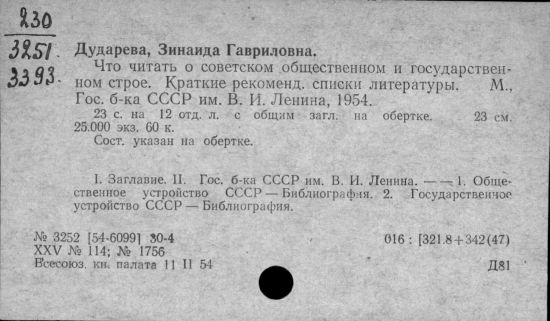 230
3251.
3393.
Дударева, Зинаида Гавриловна.
Что читать о советском общественном и государствен-
ном строе. Краткие рекоменд. списки литературы. М.,
Гос. б-ка СССР им. В. И. Ленина, 1954.
23 с. на 12 отд. л. с общим загл. на обертке. 23 см.
25.000 экз. 60 к.
Сост. указан на обертке.
I. Заглавие. II. Гос. б-ка СССР им. В. И. Ленина. — — 1. Обще-
ственное устройство СССР — Библиография. 2. Государственное
устройство СССР — Библиография.
№ 3252 [54-6099] 30-4 016 : [321.8+342(47)
XXV № 114; № 1756
Всесоюз. кн. палата 11 II 54 Д81